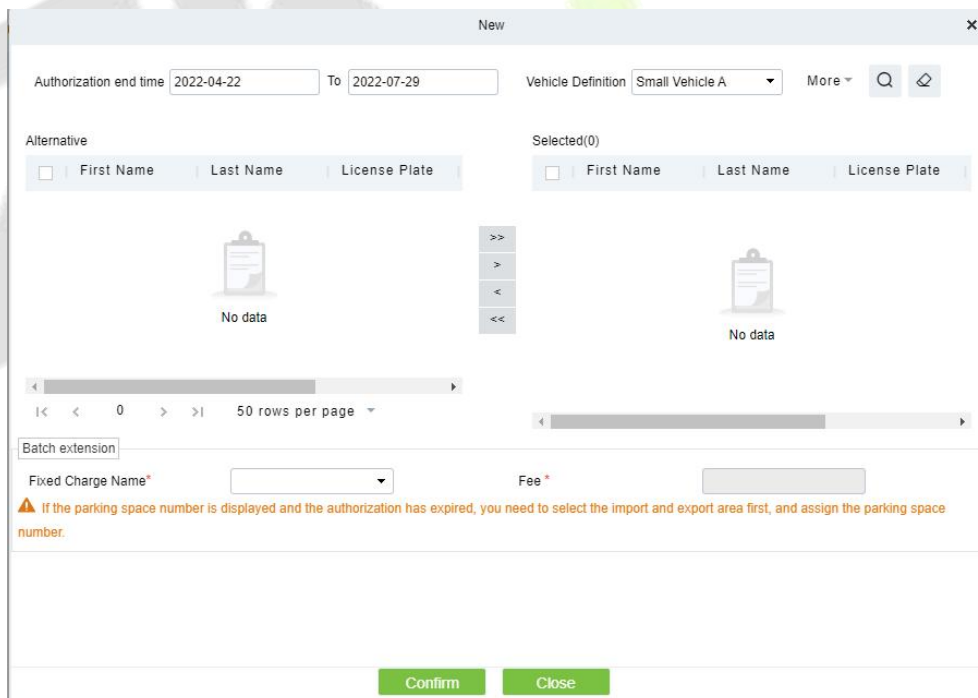 New
Authorization end time 2022-04-22 To 2022-07-29 Vehicle Definition Small Vehicle A More
Alternative
Selected(0)
First Name Last Name License Plate
First Name Last Name License Plate
>>
>
<
<<
No data
No data
0 50 rows per page
Batch extension
Fixed Charge Name* Fee *
If the parking space number is displayed and the authorization has expired, you need to select the import and export area first, and assign the parking space
number.
Confirm Close